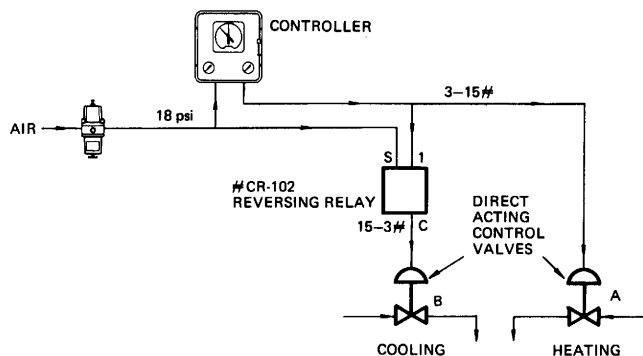 CONTROLLER
3-15#
18 psi
AIR
S 1
#CR-102
REVERSING RELAY
15-3# C
DIRECT
ACTING
CONTROL
VALVES
B
A
COOLING
HEATING